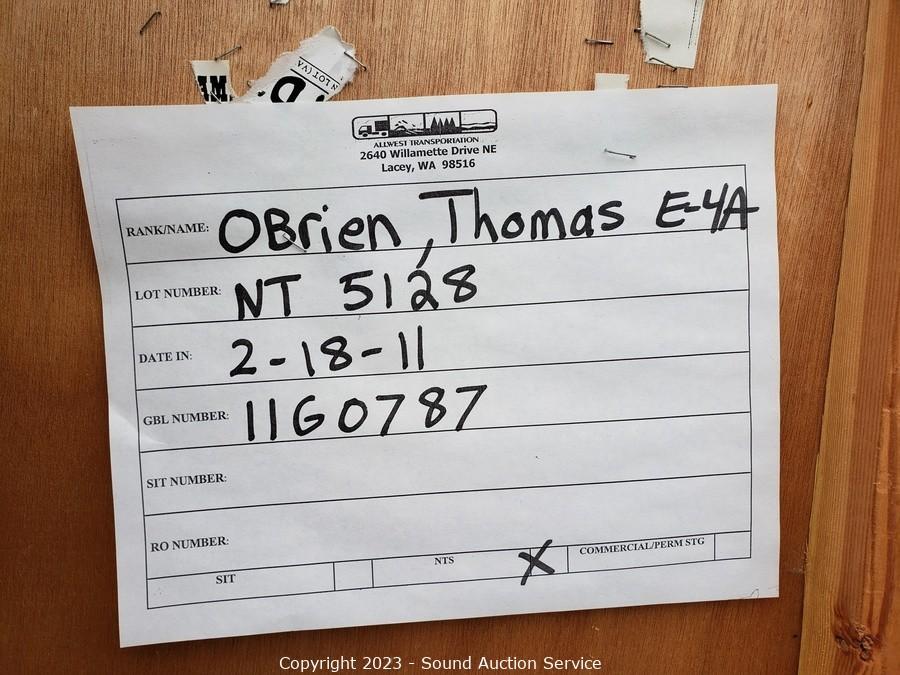 N LOT (VA
ALLWEST TRANSPORTATION
2640 Willamette Drive NE
Lacey, WA 98516
RANK/NAME: OBrien, Thomas E-4A
LOT NUMBER: NT 5128
DATE IN: 2-18-11
GBL NUMBER: 11G0787
SIT NUMBER:
RO NUMBER:
SIT NTS X COMMERCIAL/PERM STG
Copyright 2023 - Sound Auction Service